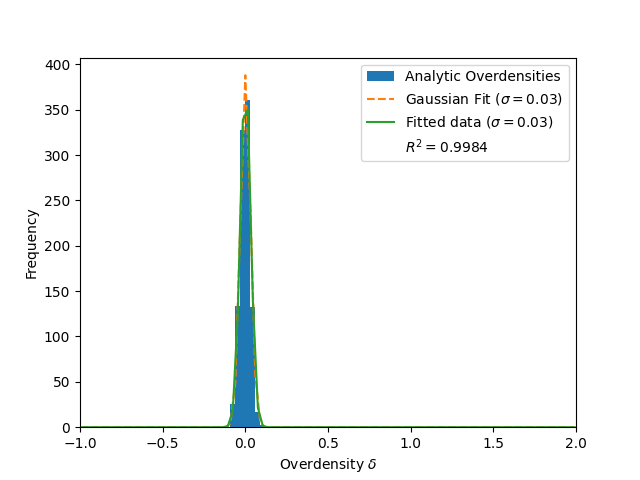 400
350
300
250
200
150
100
50
0
Frequency
−1.0 −0.5 0.0 0.5 1.0 1.5 2.0
Overdensity δ
Analytic Overdensities
Gaussian Fit (σ = 0.03)
Fitted data (σ = 0.03)
R² = 0.9984